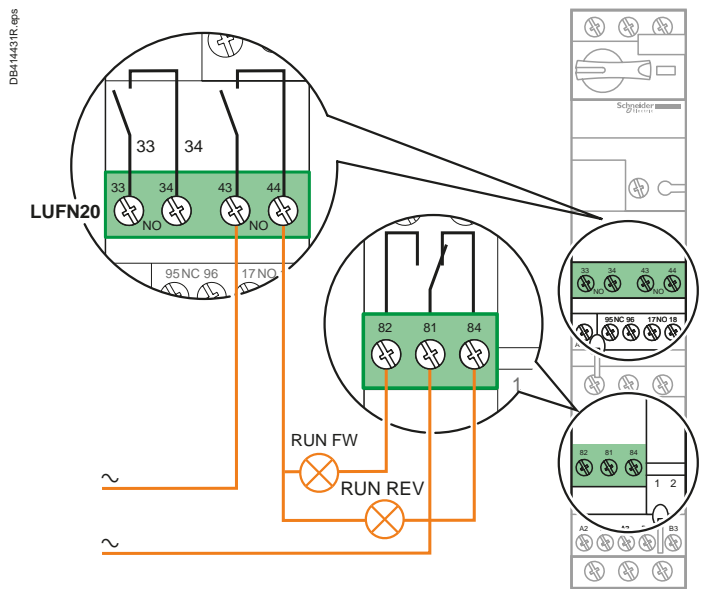 DB414431R.eps
33 34
33 34 43 44
LUFN20
NO NO
95 NC 96 17 NO
82 81 84
1
RUN FW
RUN REV
~
~
Schneider
Electric
33 34 43 44
NO NO
95 NC 96 17 NO 18
A
82 81 84
1 2
A2 B3